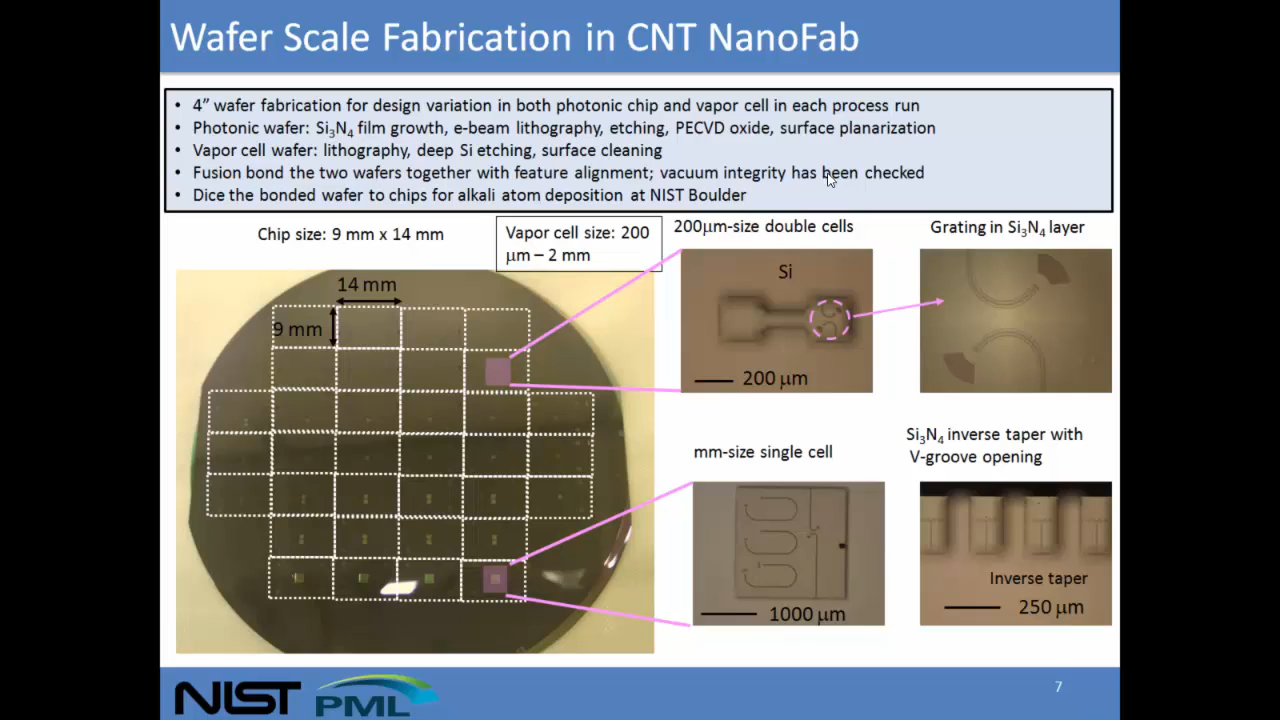 Wafer Scale Fabrication in CNT NanoFab
• 4” wafer fabrication for design variation in both photonic chip and vapor cell in each process run
• Photonic wafer: Si₃N₄ film growth, e-beam lithography, etching, PECVD oxide, surface planarization
• Vapor cell wafer: lithography, deep Si etching, surface cleaning
• Fusion bond the two wafers together with feature alignment; vacuum integrity has been checked
• Dice the bonded wafer to chips for alkali atom deposition at NIST Boulder
Chip size: 9 mm x 14 mm
Vapor cell size: 200
μm – 2 mm
14 mm
9 mm
200μm-size double cells
Si
200 μm
Grating in Si₃N₄ layer
mm-size single cell
1000 μm
Si₃N₄ inverse taper with
V-groove opening
Inverse taper
250 μm
NIST
PML
7